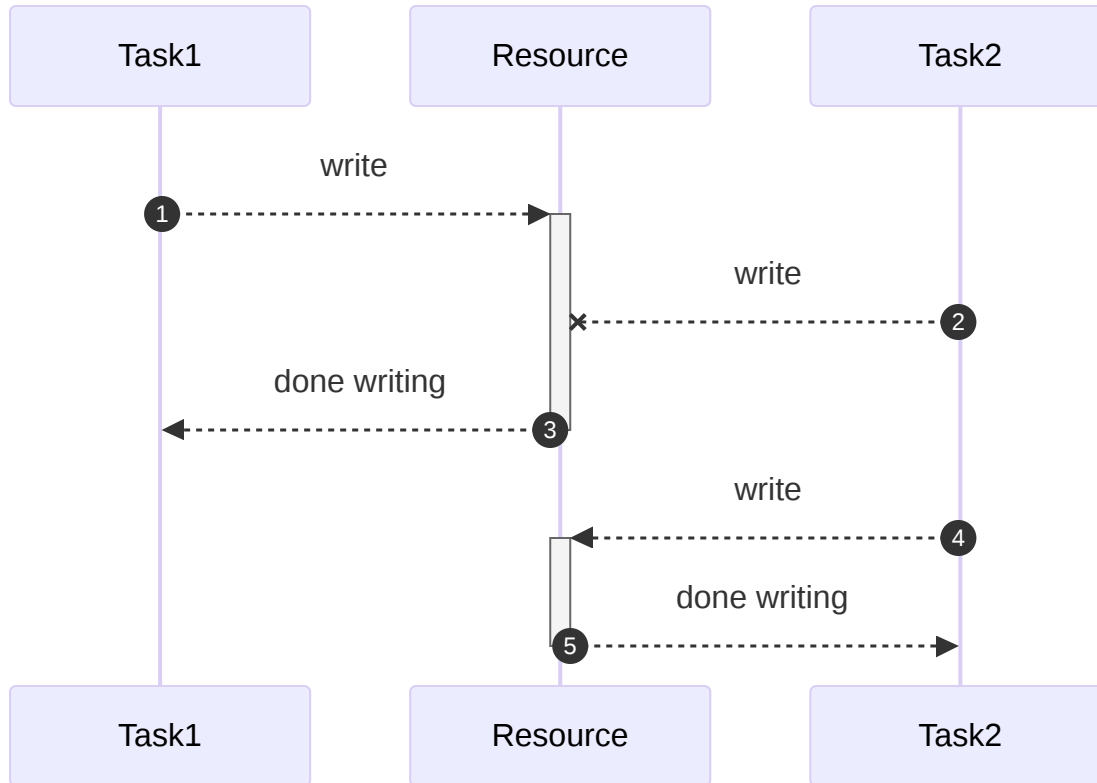 Task1
Resource
Task2
write
1
write
2
done writing
3
write
4
done writing
5
Task1
Resource
Task2